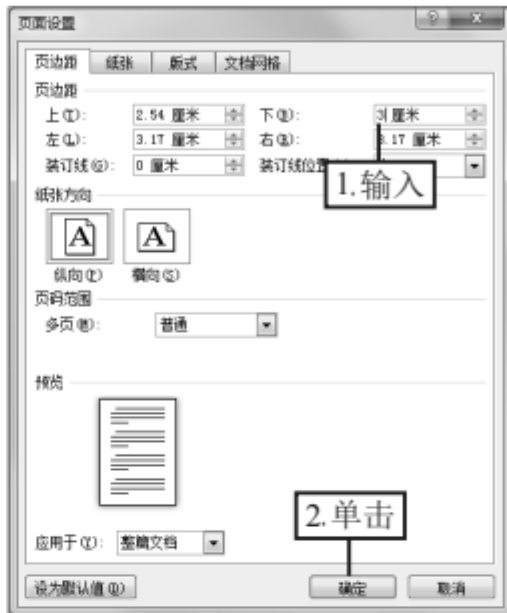 页面设置
页边距 纸张 版式 文档网格
页边距
上(T): 2.54 厘米 下(B): 3 厘米
左(L): 3.17 厘米 右(R): 3.17 厘米
装订线(G): 0 厘米 装订线位置
1.输入
纸张方向
A A
纵向(P) 横向(S)
页码范围
多页(M): 普通
预览
2.单击
应用于(Y): 整篇文档
设为默认值(D) 确定 取消